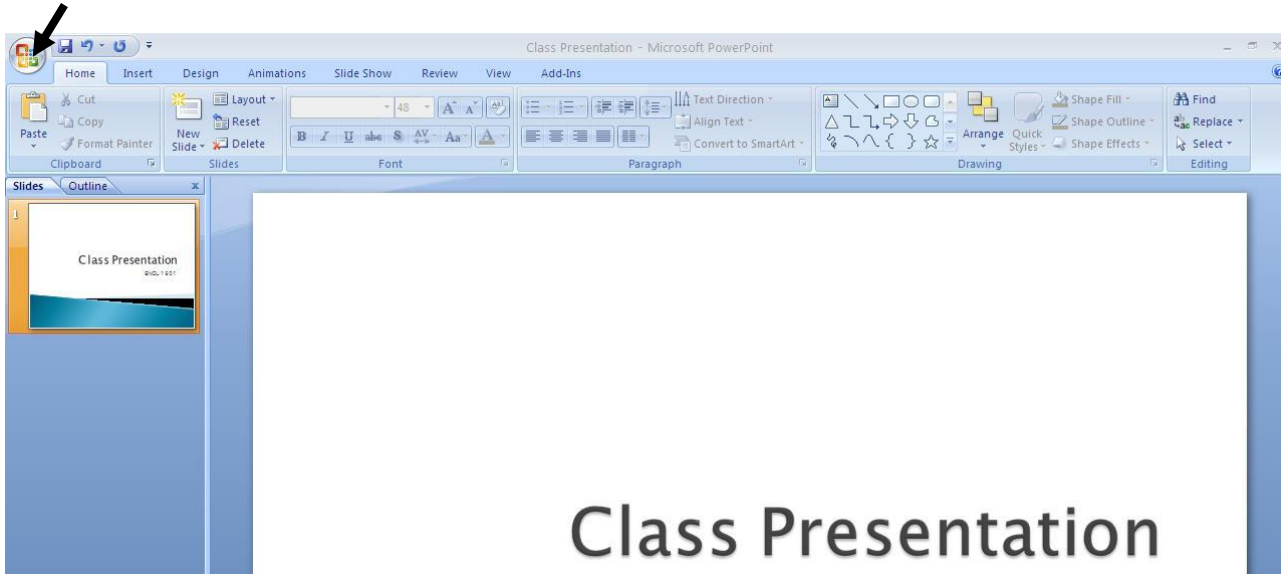 Class Presentation - Microsoft PowerPoint
Home Insert Design Animations Slide Show Review View Add-Ins
Paste
Cut
Copy
Format Painter
Clipboard
New
Slide
Layout
Reset
Delete
Slides
48
B I U abc S AV Aa A
Font
Text Direction
Align Text
Convert to SmartArt
Paragraph
Arrange
Quick
Styles
Shape Fill
Shape Outline
Shape Effects
Drawing
Find
Replace
Select
Editing
Slides Outline
1
Class Presentation
Class Presentation